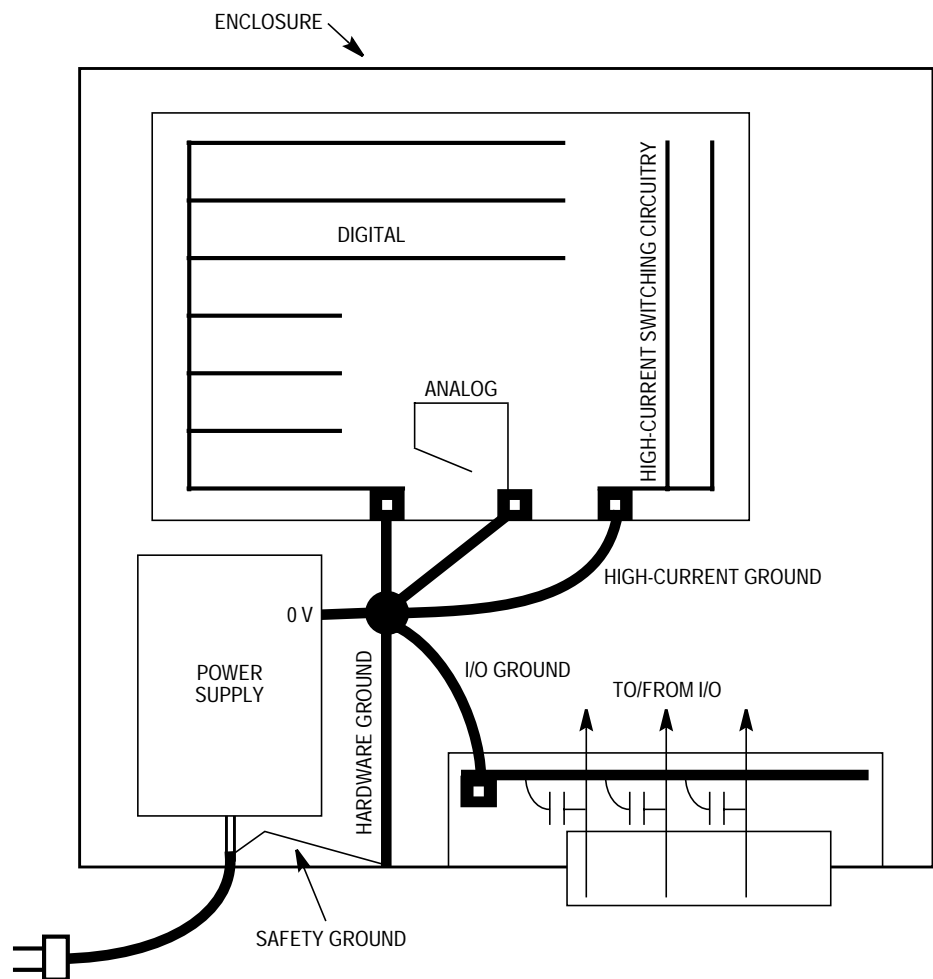 ENCLOSURE
DIGITAL
HIGH-CURRENT SWITCHING CIRCUITRY
ANALOG
HIGH-CURRENT GROUND
0 V
POWER
SUPPLY
HARDWARE GROUND
I/O GROUND
TO/FROM I/O
SAFETY GROUND